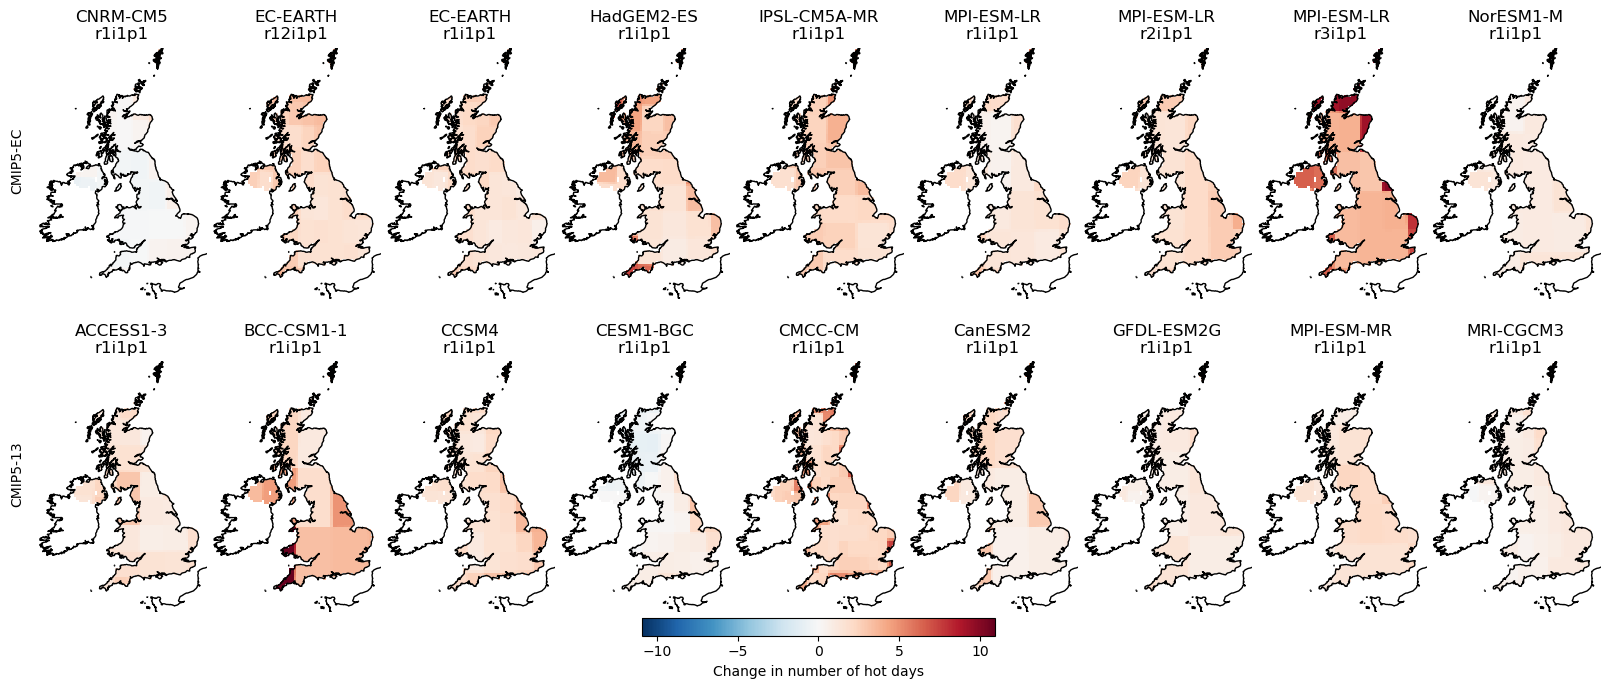 CNRM-CM5 EC-EARTH EC-EARTH HadGEM2-ES IPSL-CM5A-MR MPI-ESM-LR MPI-ESM-LR MPI-ESM-LR NorESM1-M
r1i1p1 r12i1p1 r1i1p1 r1i1p1 r1i1p1 r1i1p1 r2i1p1 r3i1p1 r1i1p1
CMIP5-EC
ACCESS1-3 BCC-CSM1-1 CCSM4 CESM1-BGC CMCC-CM CanESM2 GFDL-ESM2G MPI-ESM-MR MRI-CGCM3
r1i1p1 r1i1p1 r1i1p1 r1i1p1 r1i1p1 r1i1p1 r1i1p1 r1i1p1 r1i1p1
CMIP5-13
−10 −5 0 5 10
Change in number of hot days